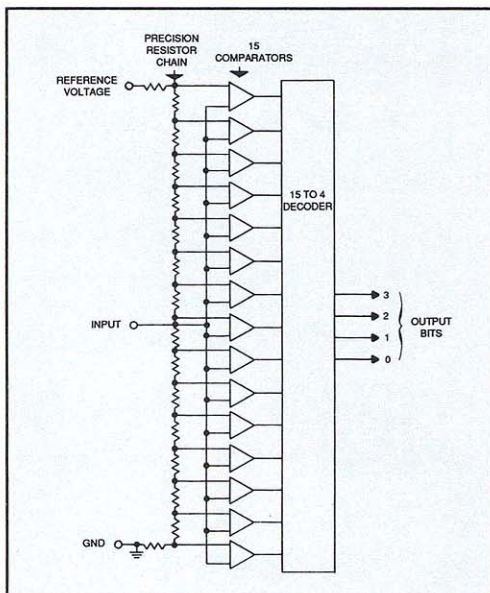 PRECISION
RESISTOR
CHAIN
15
COMPARATORS
REFERENCE
VOLTAGE
15 TO 4
DECODER
3
2
INPUT
1
OUTPUT
BITS
0
GND